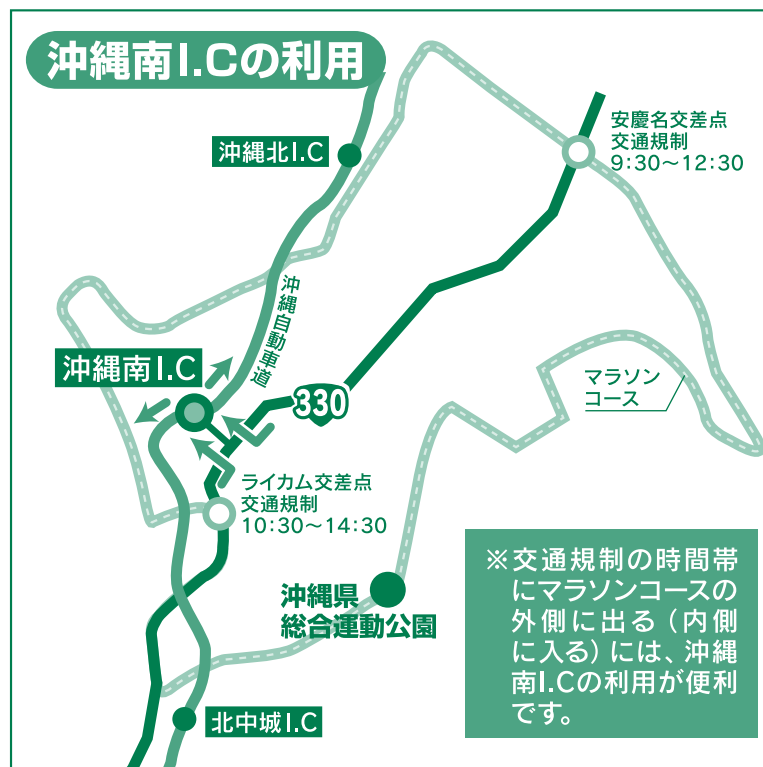 沖縄南I.Cの利用
沖縄北I.C
安慶名交差点
交通規制
9:30～12:30
沖縄自動車道
沖縄南I.C
330
マラソン
コース
ライカム交差点
交通規制
10:30～14:30
沖縄県
総合運動公園
北中城I.C
※交通規制の時間帯
にマラソンコースの
外側に出る（内側
に入る）には、沖縄
南I.Cの利用が便利
です。